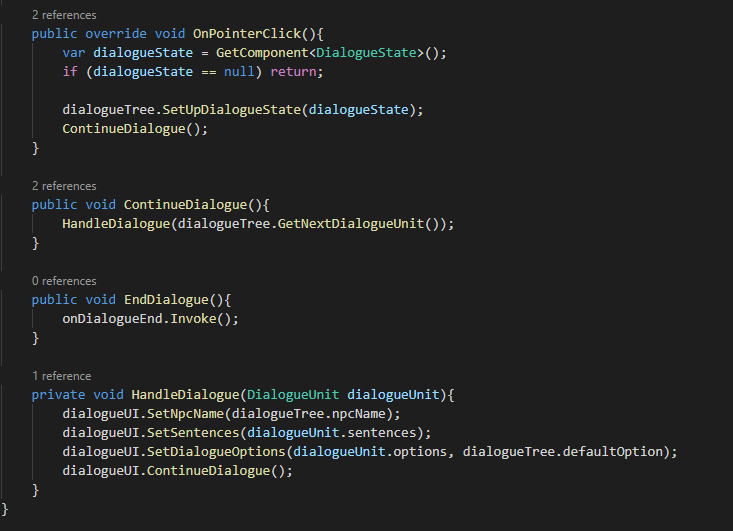 2 references
public override void OnPointerClick(){
    var dialogueState = GetComponent<DialogueState>();
    if (dialogueState == null) return;

    dialogueTree.SetUpDialogueState(dialogueState);
    ContinueDialogue();
}

2 references
public void ContinueDialogue(){
    HandleDialogue(dialogueTree.GetNextDialogueUnit());
}

0 references
public void EndDialogue(){
    onDialogueEnd.Invoke();
}

1 reference
private void HandleDialogue(DialogueUnit dialogueUnit){
    dialogueUI.SetNpcName(dialogueTree.npcName);
    dialogueUI.SetSentences(dialogueUnit.sentences);
    dialogueUI.SetDialogueOptions(dialogueUnit.options, dialogueTree.defaultOption);
    dialogueUI.ContinueDialogue();
}
}